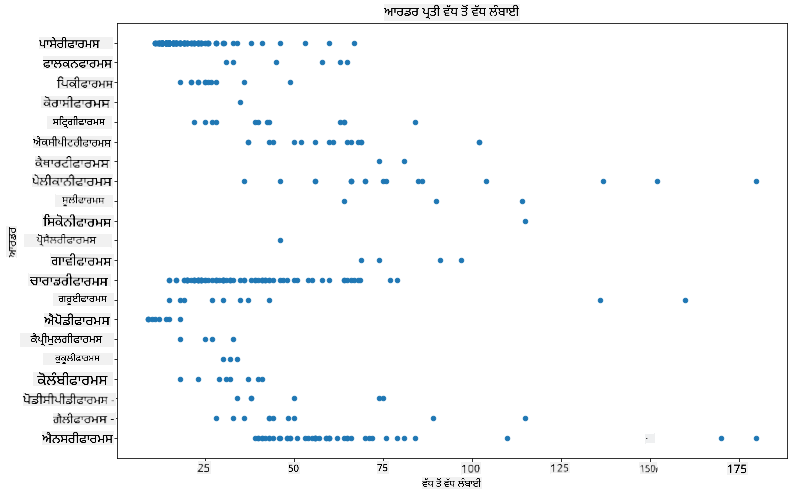 ਆਰਡਰ ਪ੍ਰਤੀ ਵੱਧ ਤੋਂ ਵੱਧ ਲੰਬਾਈ
ਪਾਸੇਰੀਫਾਰਮਸ
ਫਾਲਕਨਫਾਰਮਸ
ਪਿਕੀਫਾਰਮਸ
ਕੋਰਾਸੀਫਾਰਮਸ
ਸਟ੍ਰਿਗੀਫਾਰਮਸ
ਐਕਸੀਪੀਟਰੀਫਾਰਮਸ
ਕੈਥਾਰਟੀਫਾਰਮਸ
ਪੇਲੀਕਾਨੀਫਾਰਮਸ
ਸੂਲੀਫਾਰਮਸ
ਸਿਕੋਨੀਫਾਰਮਸ
ਪ੍ਰੋਸੈਲਰੀਫਾਰਮਸ
ਗਾਵੀਫਾਰਮਸ
ਚਾਰਾਡਰੀਫਾਰਮਸ
ਗਰੂਈਫਾਰਮਸ
ਐਪੋਡੀਫਾਰਮਸ
ਕੈਪ੍ਰੀਮੁਲਗੀਫਾਰਮਸ
ਕੁਕੂਲੀਫਾਰਮਸ
ਕੋਲੰਬੀਫਾਰਮਸ
ਪੋਡੀਸੀਪੀਡੀਫਾਰਮਸ
ਗੈਲੀਫਾਰਮਸ
ਐਨਸਰੀਫਾਰਮਸ
ਆਰਡਰ
25 50 75 100 125 150 175
ਵੱਧ ਤੋਂ ਵੱਧ ਲੰਬਾਈ